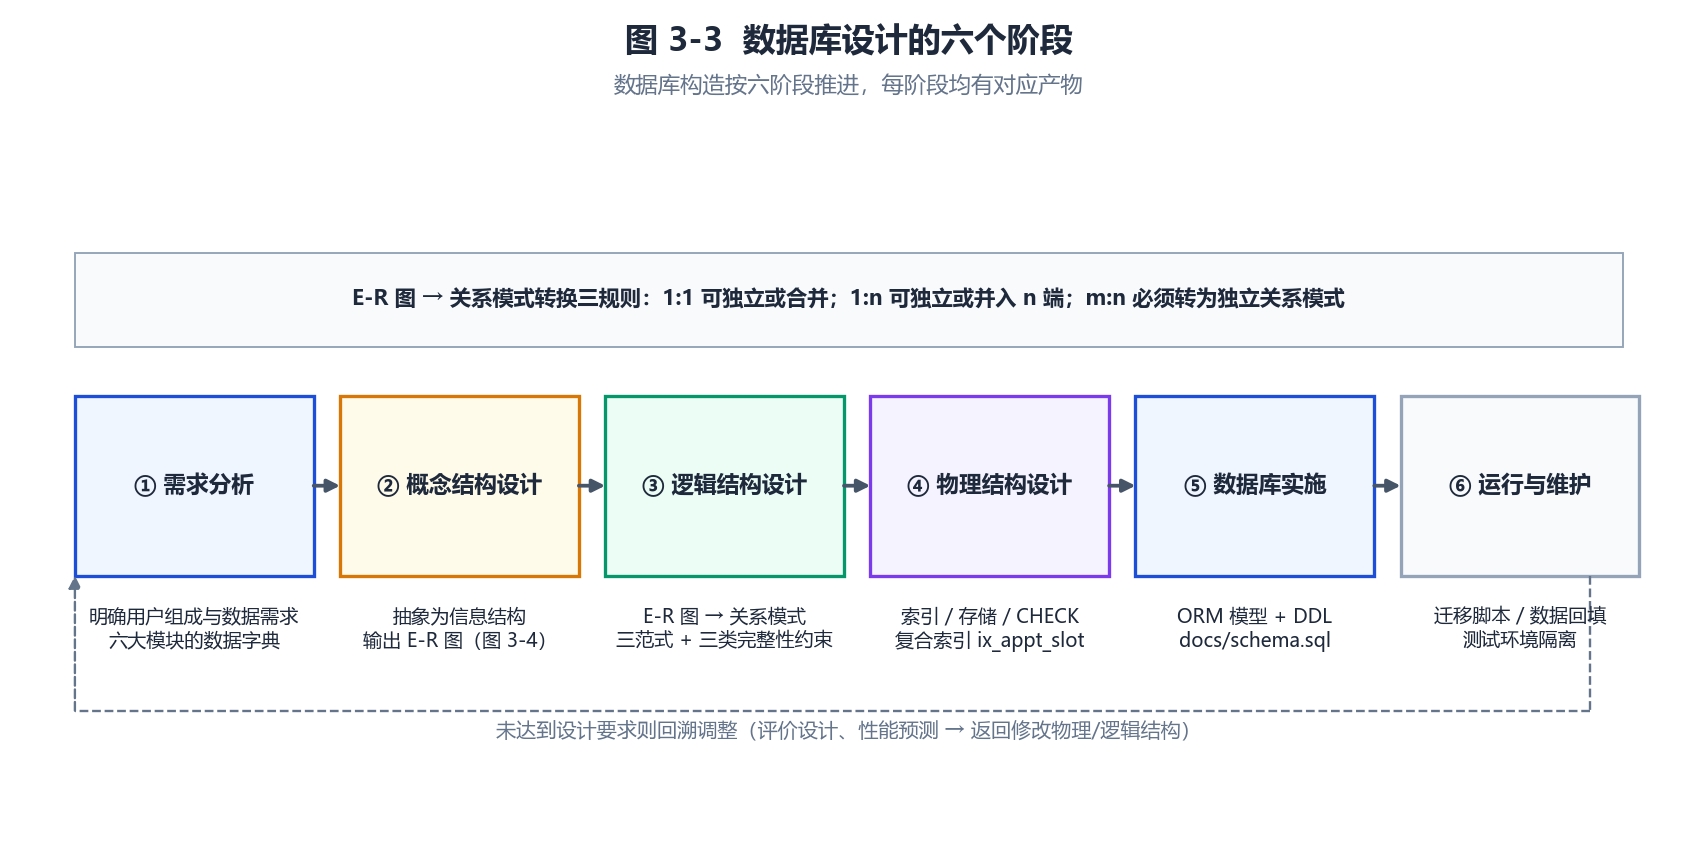 图 3-3 数据库设计的六个阶段
数据库构造按六阶段推进，每阶段均有对应产物
E-R 图 → 关系模式转换三规则：1:1 可独立或合并；1:n 可独立或并入 n 端；m:n 必须转为独立关系模式
① 需求分析
② 概念结构设计
③ 逻辑结构设计
④ 物理结构设计
⑤ 数据库实施
⑥ 运行与维护
明确用户组成与数据需求
六大模块的数据字典
抽象为信息结构
输出 E-R 图（图 3-4）
E-R 图 → 关系模式
三范式 + 三类完整性约束
索引 / 存储 / CHECK
复合索引 ix_appt_slot
ORM 模型 + DDL
docs/schema.sql
迁移脚本 / 数据回填
测试环境隔离
未达到设计要求则回溯调整（评价设计、性能预测 → 返回修改物理/逻辑结构）